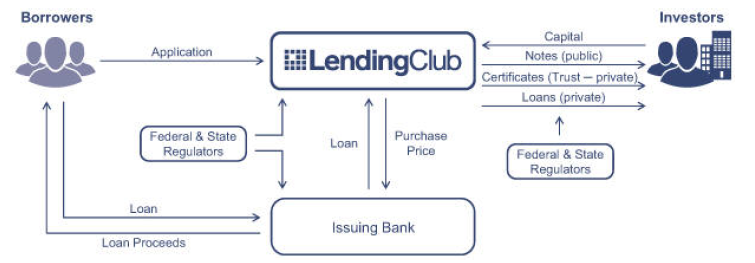 Borrowers
Investors
Application
LendingClub
Capital
Notes (public)
Certificates (Trust — private)
Loans (private)
Federal & State
Regulators
Loan
Purchase
Price
Federal & State
Regulators
Loan
Issuing Bank
Loan Proceeds